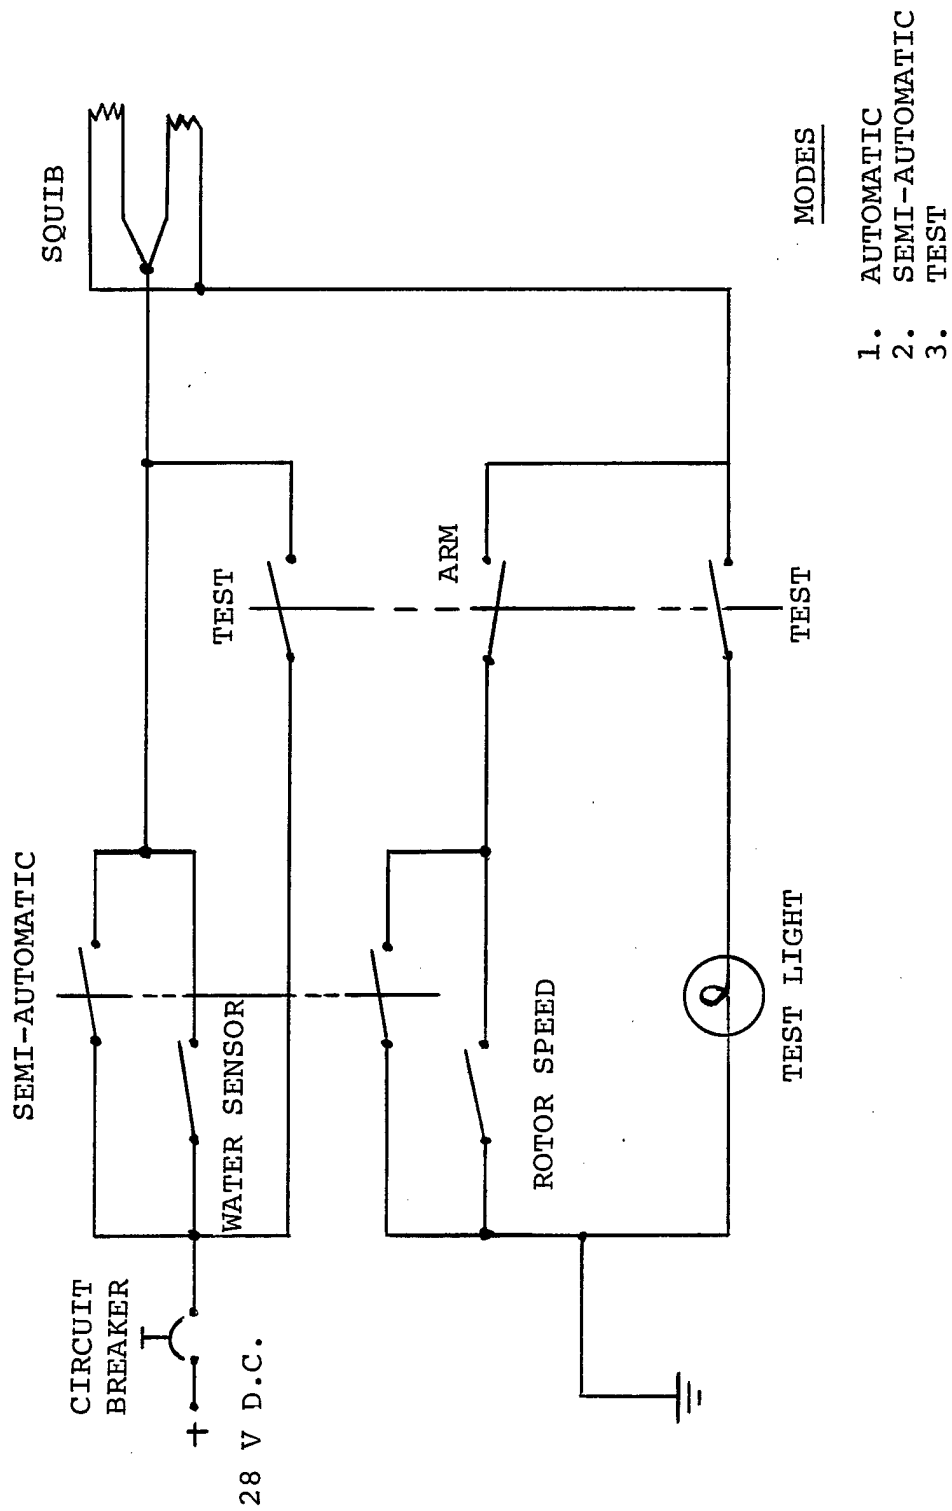 SEMI-AUTOMATIC
CIRCUIT
BREAKER
+
28 V D.C.
WATER SENSOR
TEST
SQUIB
ARM
ROTOR SPEED
TEST
TEST LIGHT
MODES
1. AUTOMATIC
2. SEMI-AUTOMATIC
3. TEST